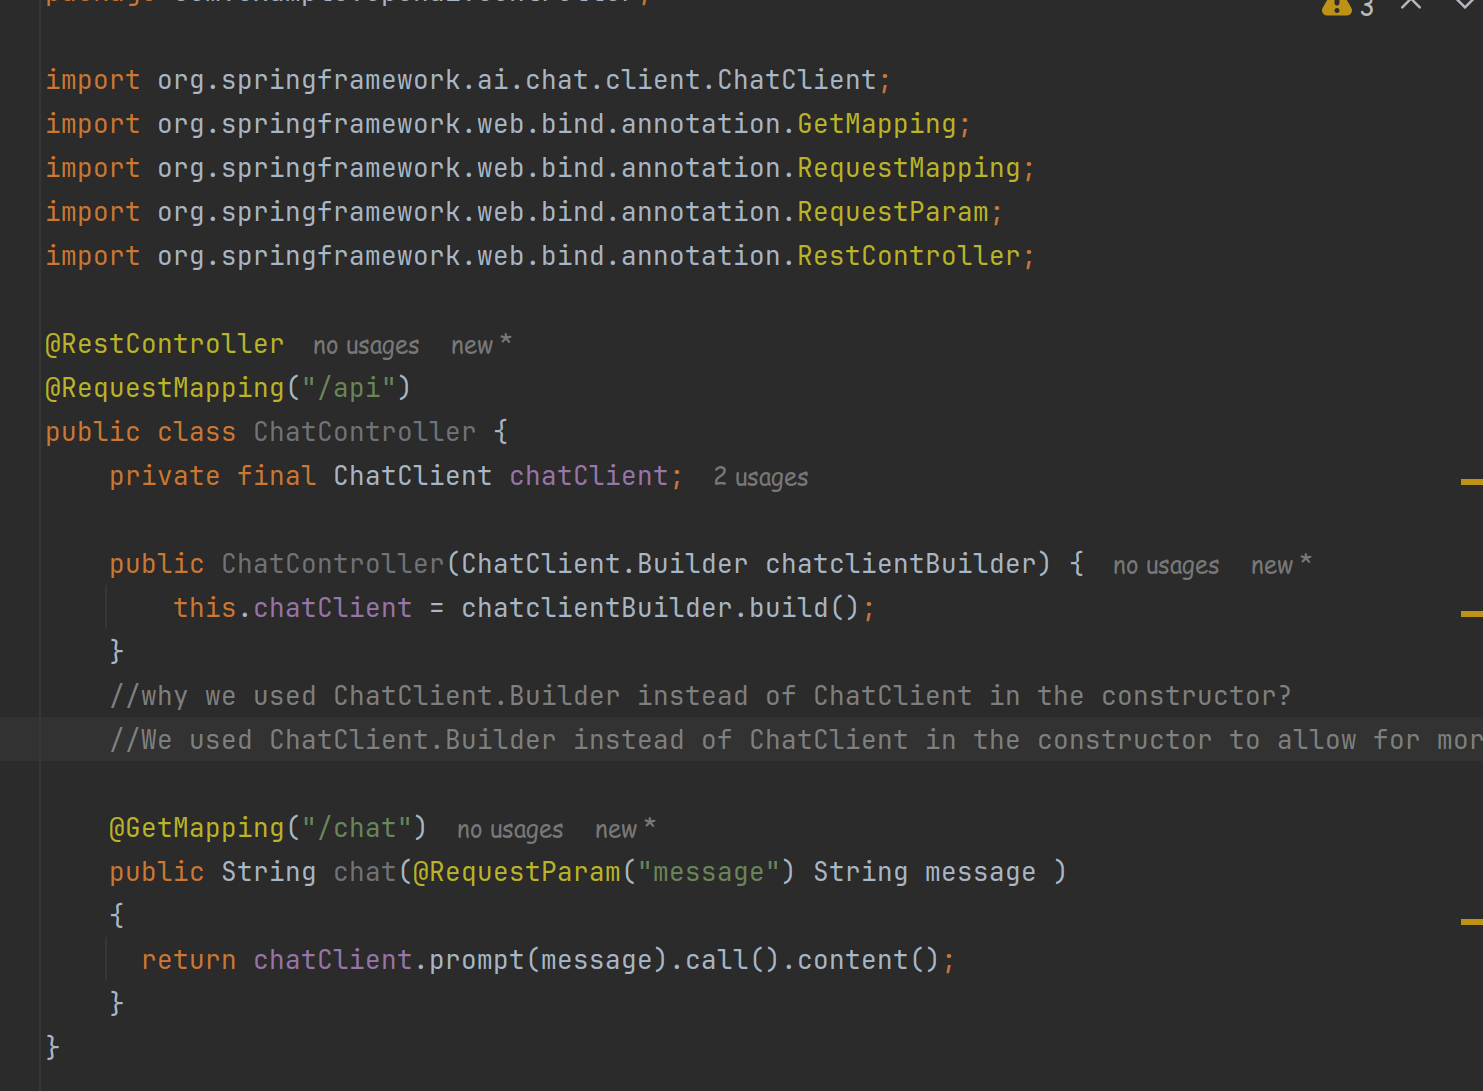 3
import org.springframework.ai.chat.client.ChatClient;
import org.springframework.web.bind.annotation.GetMapping;
import org.springframework.web.bind.annotation.RequestMapping;
import org.springframework.web.bind.annotation.RequestParam;
import org.springframework.web.bind.annotation.RestController;
@RestController no usages new *
@RequestMapping("/api")
public class ChatController {
private final ChatClient chatClient; 2 usages
public ChatController(ChatClient.Builder chatclientBuilder) { no usages new *
this.chatClient = chatclientBuilder.build();
}
//why we used ChatClient.Builder instead of ChatClient in the constructor?
//We used ChatClient.Builder instead of ChatClient in the constructor to allow for
@GetMapping("/chat") no usages new *
public String chat(@RequestParam("message") String message )
{
return chatClient.prompt(message).call().content();
}
}